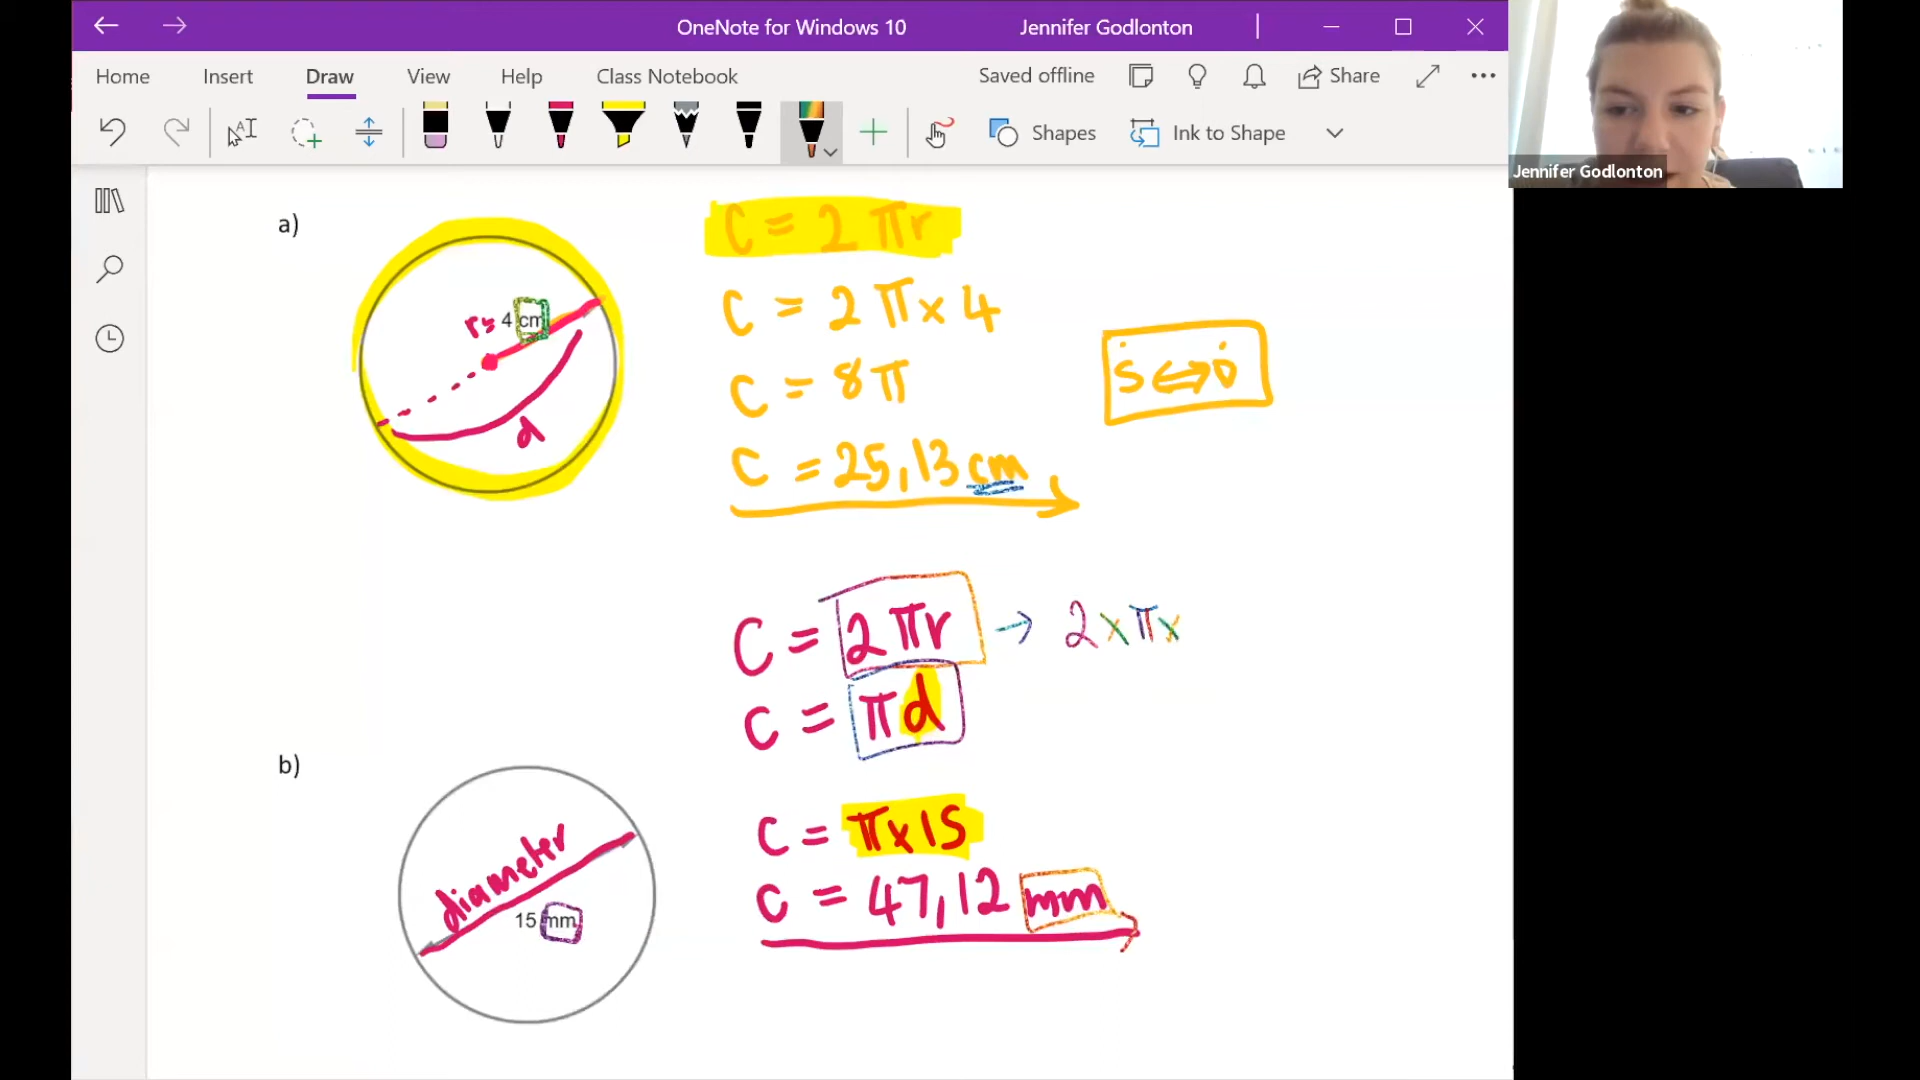 OneNote for Windows 10
Jennifer Godlonton
Home Insert Draw View Help Class Notebook
Saved offline
Share
AI
Shapes
Ink to Shape
Jennifer Godlonton
a)
r= 4 cm
d
C = 2πr
C = 2π×4
C = 8π
C = 25,13 cm
S ⇔ D
C = 2πr → 2×π×
C = πd
b)
diameter
15 mm
C = π×15
C = 47,12 mm